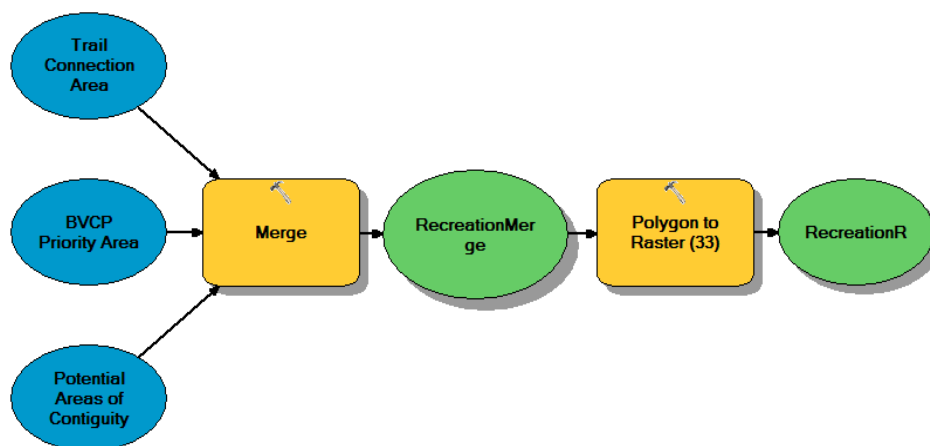 Trail
Connection
Area
BVCP
Priority Area
Potential
Areas of
Contiguity
Merge
RecreationMer
ge
Polygon to
Raster (33)
RecreationR